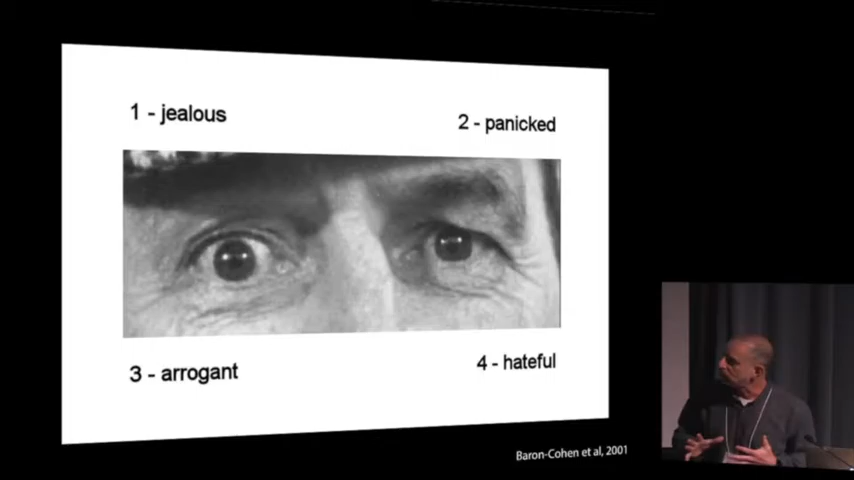 1 - jealous
2 - panicked
3 - arrogant
4 - hateful
Baron-Cohen et al, 2001